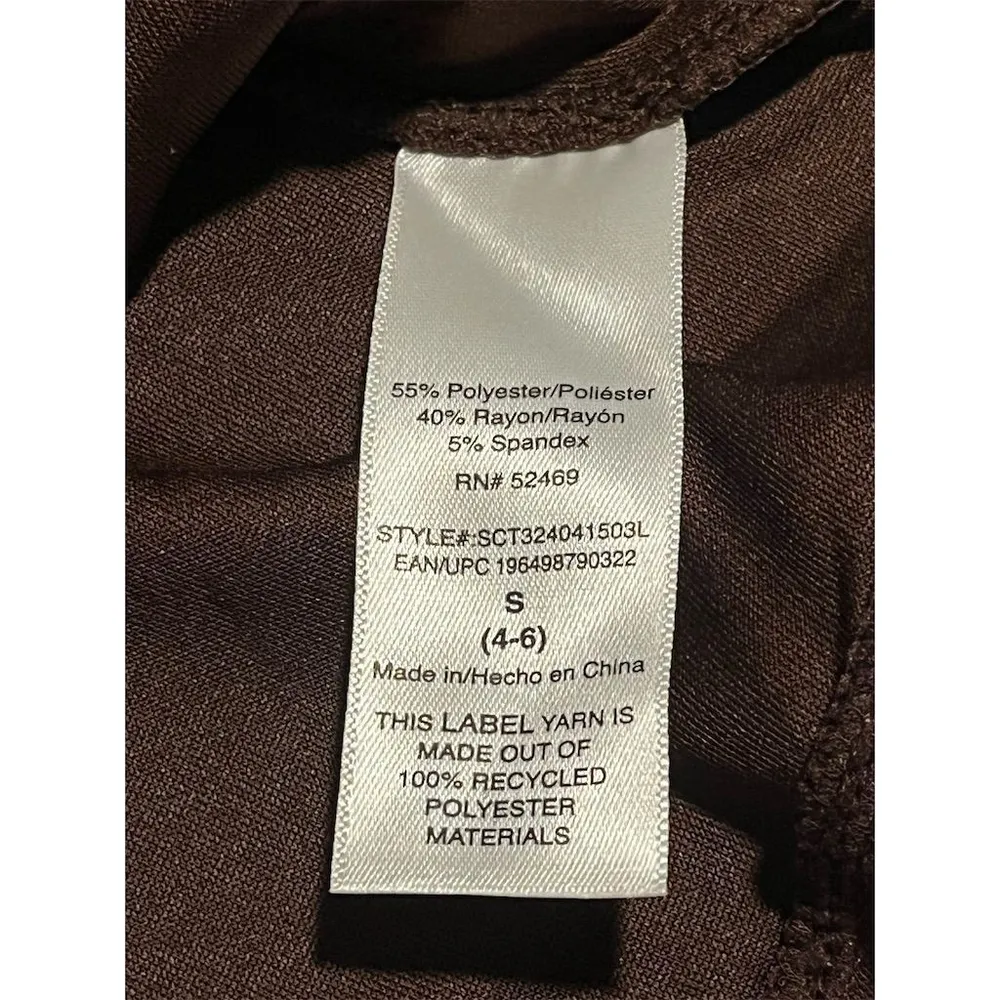 55% Polyester/Poliéster
40% Rayon/Rayón
5% Spandex
RN# 52469
STYLE#:SCT324041503L
EAN/UPC 196498790322
S
(4-6)
Made in/Hecho en China
THIS LABEL YARN IS
MADE OUT OF
100% RECYCLED
POLYESTER
MATERIALS